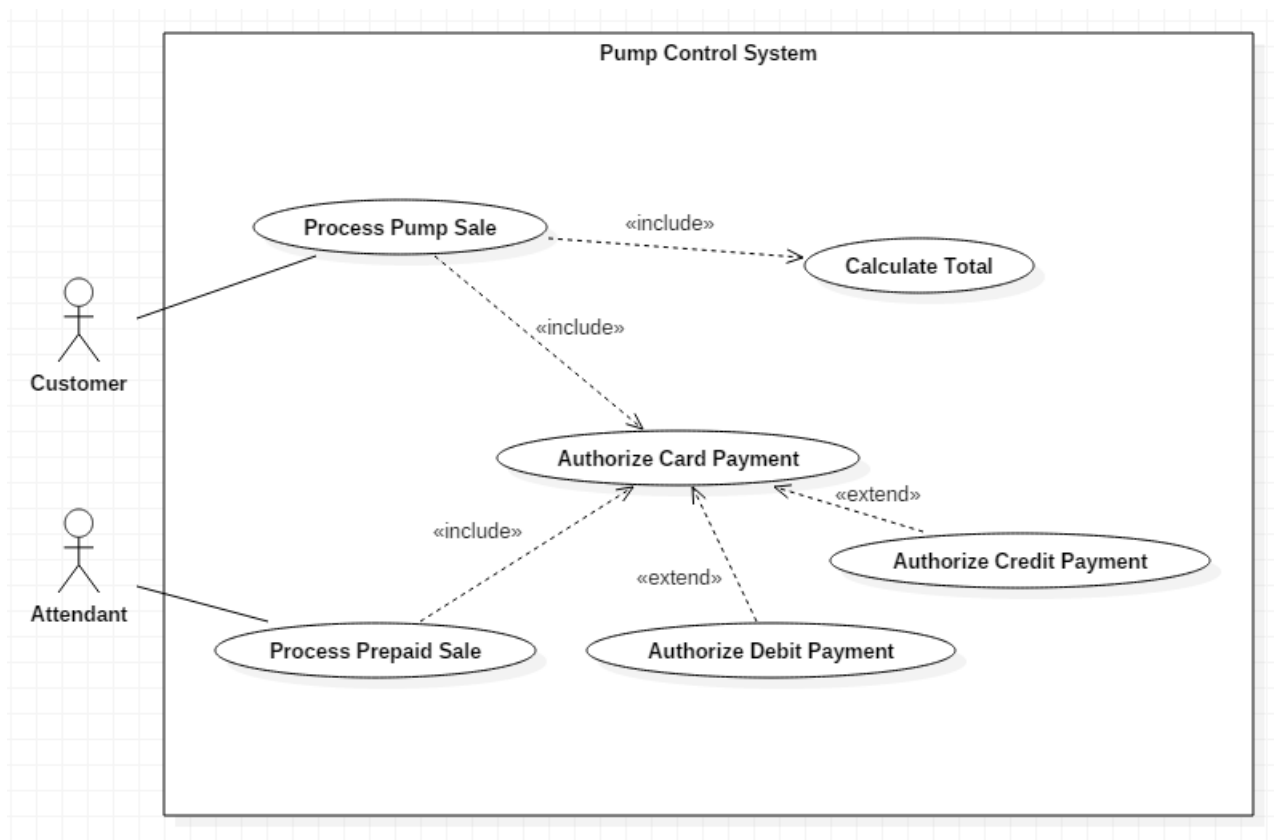 Pump Control System
Process Pump Sale
«include»
Calculate Total
«include»
Customer
Authorize Card Payment
«extend»
«include»
Authorize Credit Payment
«extend»
Attendant
Process Prepaid Sale
Authorize Debit Payment